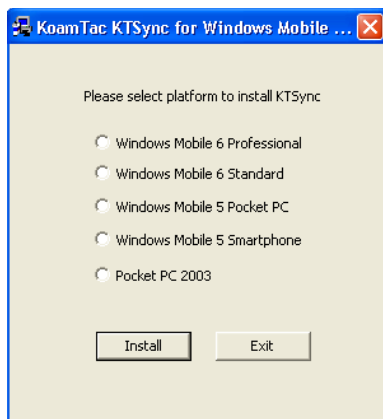 KoamTac KTSync for Windows Mobile ...
Please select platform to install KTSync
Windows Mobile 6 Professional
Windows Mobile 6 Standard
Windows Mobile 5 Pocket PC
Windows Mobile 5 Smartphone
Pocket PC 2003
Install Exit